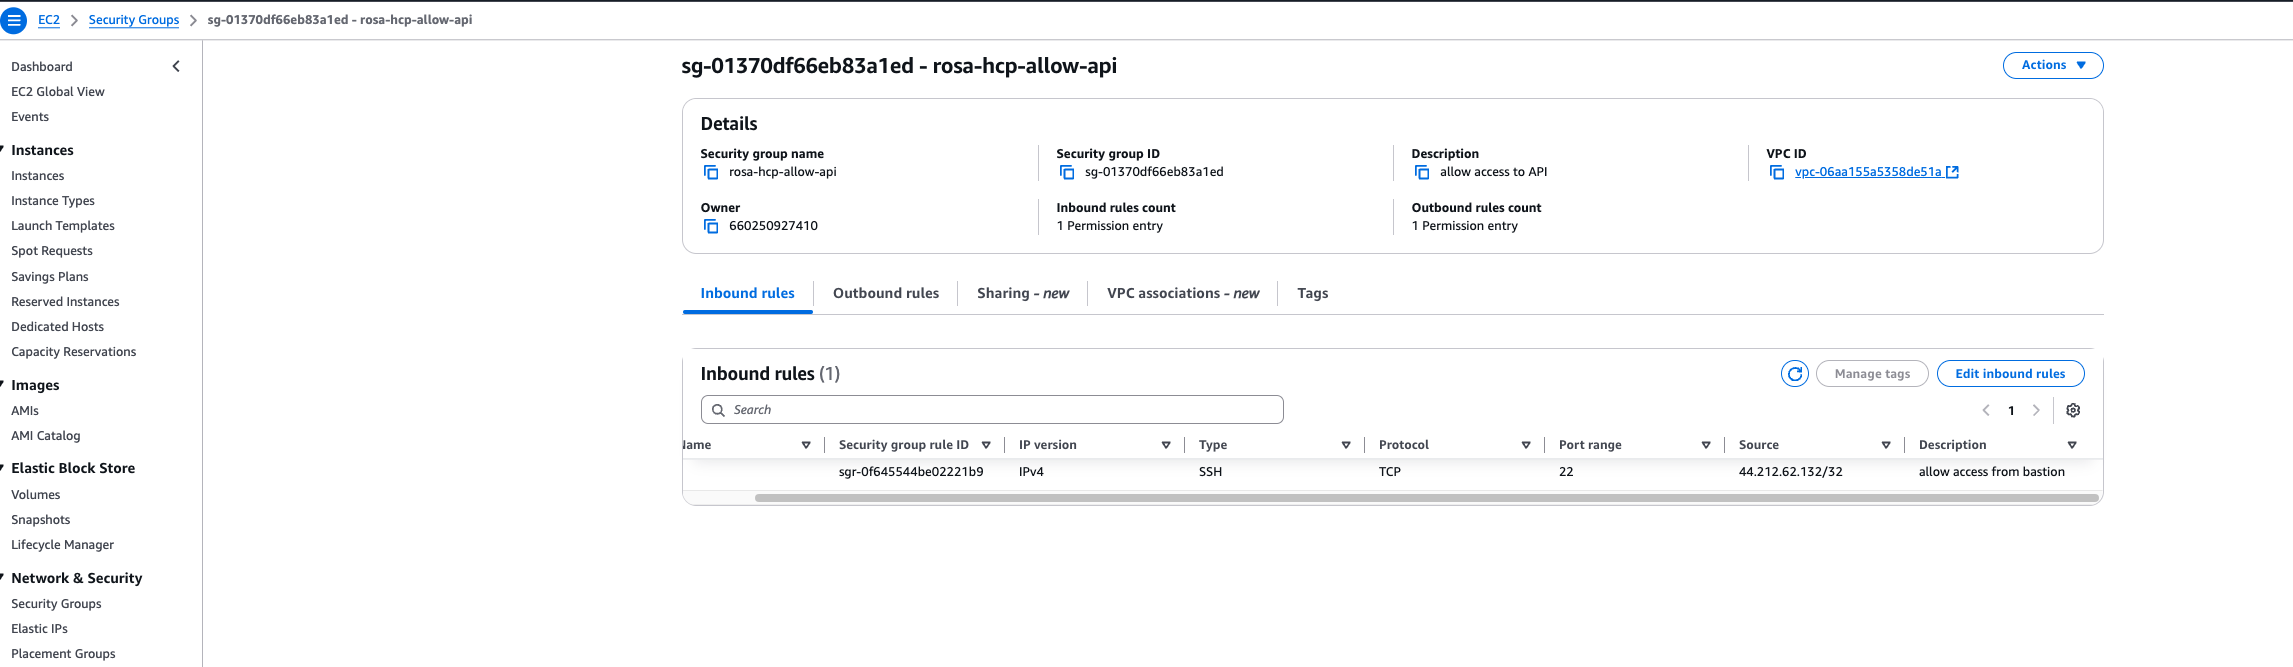 EC2 > Security Groups > sg-01370df66eb83a1ed - rosa-hcp-allow-api
Dashboard
EC2 Global View
Events
Instances
Instances
Instance Types
Launch Templates
Spot Requests
Savings Plans
Reserved Instances
Dedicated Hosts
Capacity Reservations
Images
AMIs
AMI Catalog
Elastic Block Store
Volumes
Snapshots
Lifecycle Manager
Network & Security
Security Groups
Elastic IPs
Placement Groups
sg-01370df66eb83a1ed - rosa-hcp-allow-api
Actions
Details
Security group name
rosa-hcp-allow-api
Security group ID
sg-01370df66eb83a1ed
Description
allow access to API
VPC ID
vpc-06aa155a5358de51a
Owner
660250927410
Inbound rules count
1 Permission entry
Outbound rules count
1 Permission entry
Inbound rules Outbound rules Sharing - new VPC associations - new Tags
Inbound rules (1)
Manage tags Edit inbound rules
Search
1
Name Security group rule ID IP version Type Protocol Port range Source Description
sgr-0f645544be02221b9 IPv4 SSH TCP 22 44.212.62.132/32 allow access from bastion